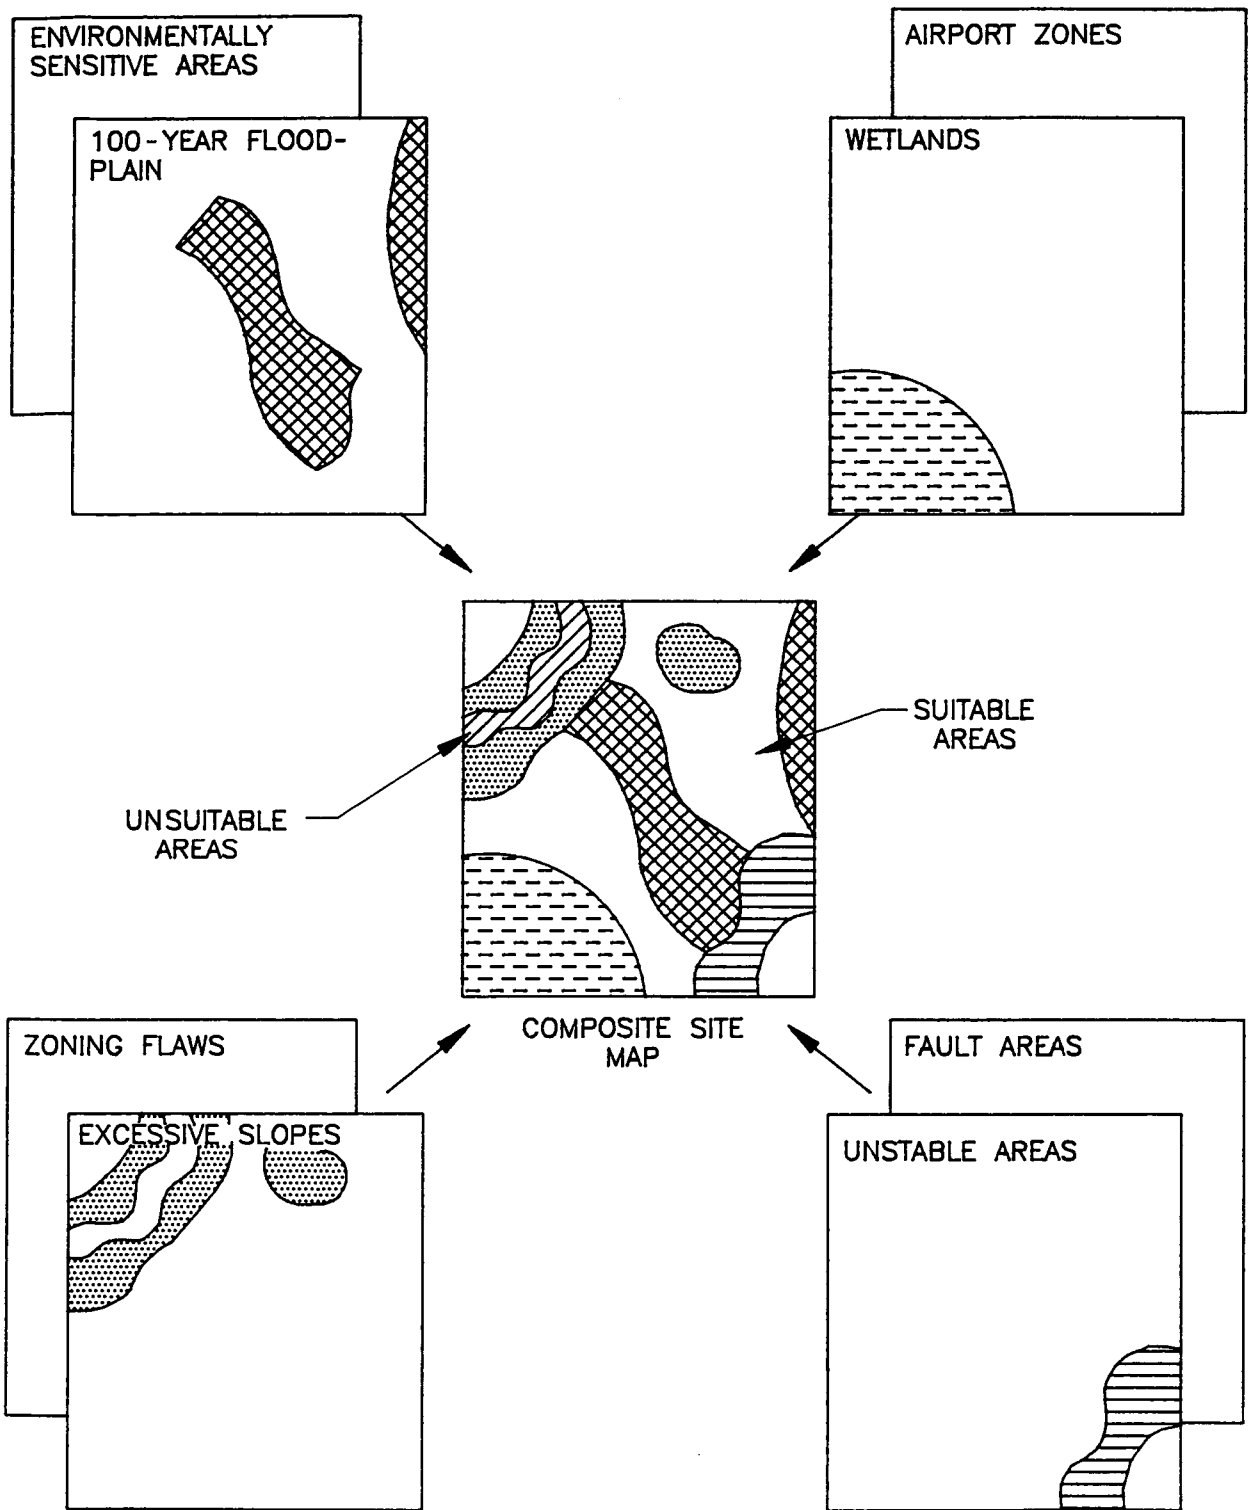 ENVIRONMENTALLY
SENSITIVE AREAS
100-YEAR FLOOD-
PLAIN
AIRPORT ZONES
WETLANDS
SUITABLE
AREAS
UNSUITABLE
AREAS
COMPOSITE SITE
MAP
ZONING FLAWS
EXCESSIVE SLOPES
FAULT AREAS
UNSTABLE AREAS